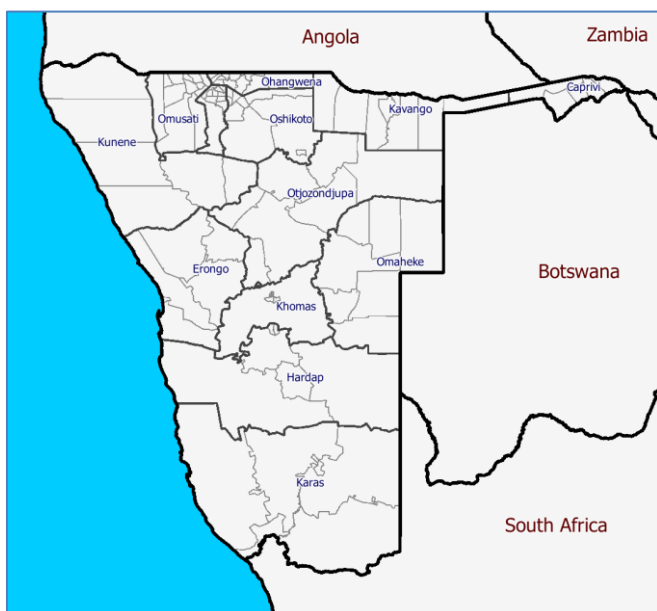 Angola
Zambia
Ohangwena
Caprivi
Kavango
Omusati
Oshikoto
Kunene
Otjozondjupa
Omaheke
Erongo
Botswana
Khomas
Hardap
Karas
South Africa